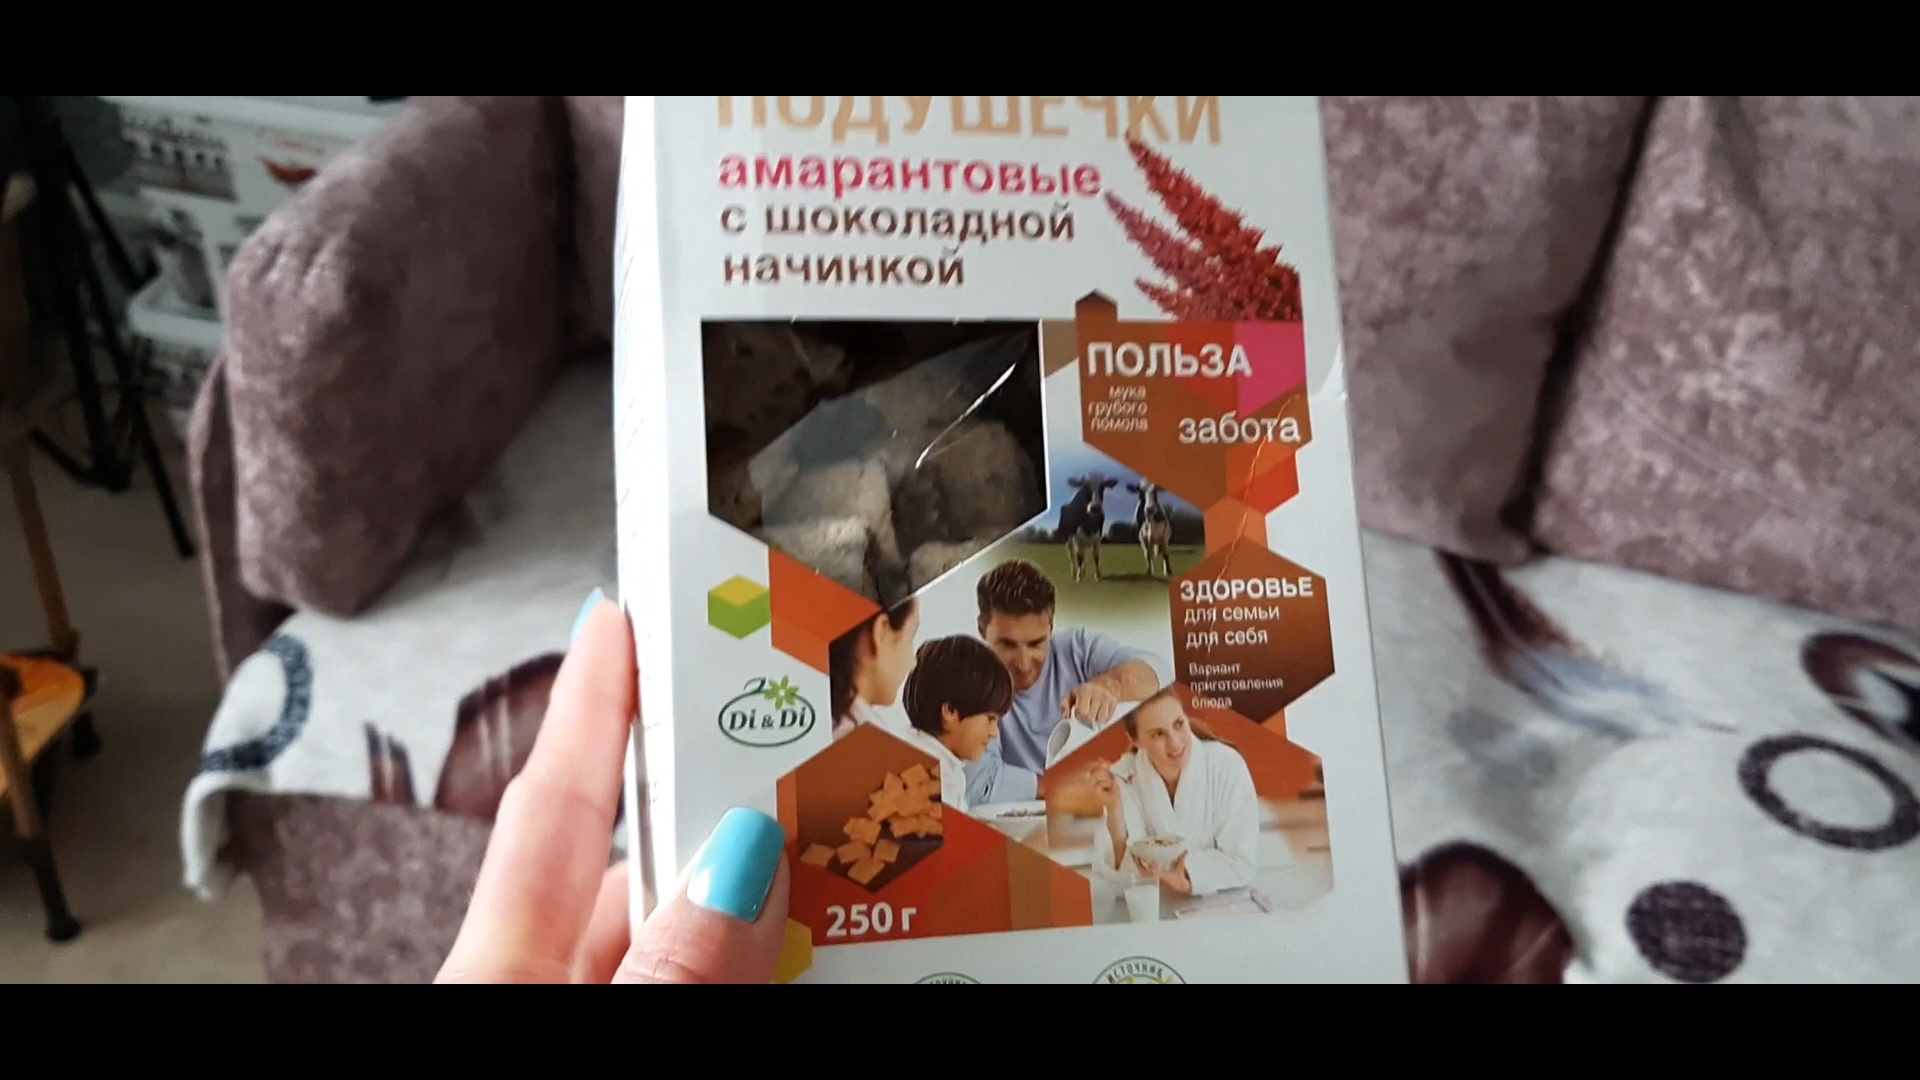 ПОДУШЕЧКИ
амарантовые
с шоколадной
начинкой
ПОЛЬЗА
мука
грубого
помола
забота
ЗДОРОВЬЕ
для семьи
для себя
Вариант
приготовления
блюда
Di & Di
250 г
ИСТОЧНИК